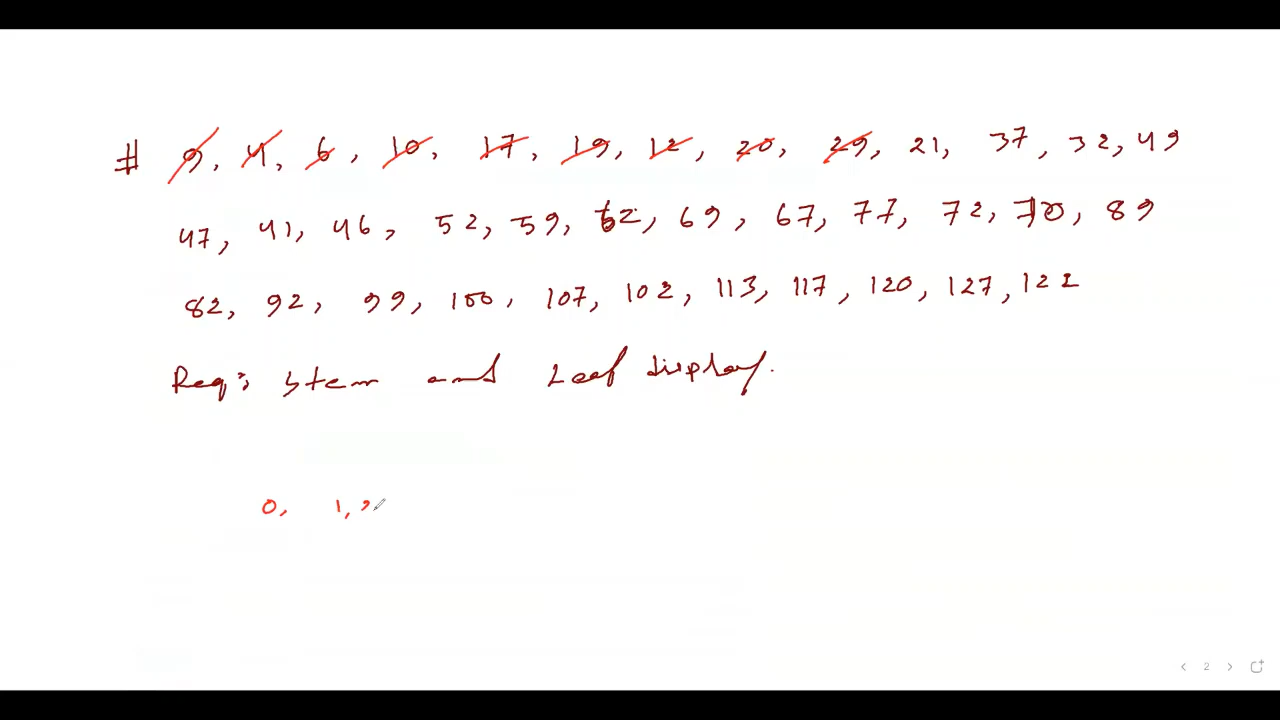 # 9, 4, 6, 10, 17, 19, 12, 20, 29, 21, 37, 32, 49
47, 41, 46, 52, 59, 62, 69, 67, 77, 72, 70, 89
82, 92, 99, 100, 107, 102, 113, 117, 120, 127, 122
Req: Stem and Leaf display.
0, 1, 2
2